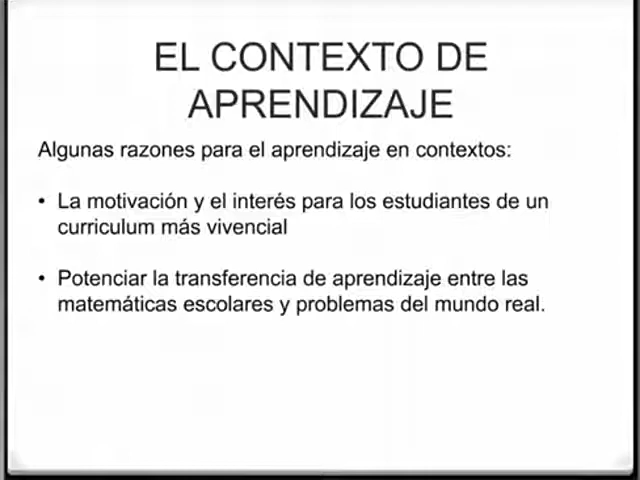 EL CONTEXTO DE
APRENDIZAJE
Algunas razones para el aprendizaje en contextos:
• La motivación y el interés para los estudiantes de un
curriculum más vivencial
• Potenciar la transferencia de aprendizaje entre las
matemáticas escolares y problemas del mundo real.